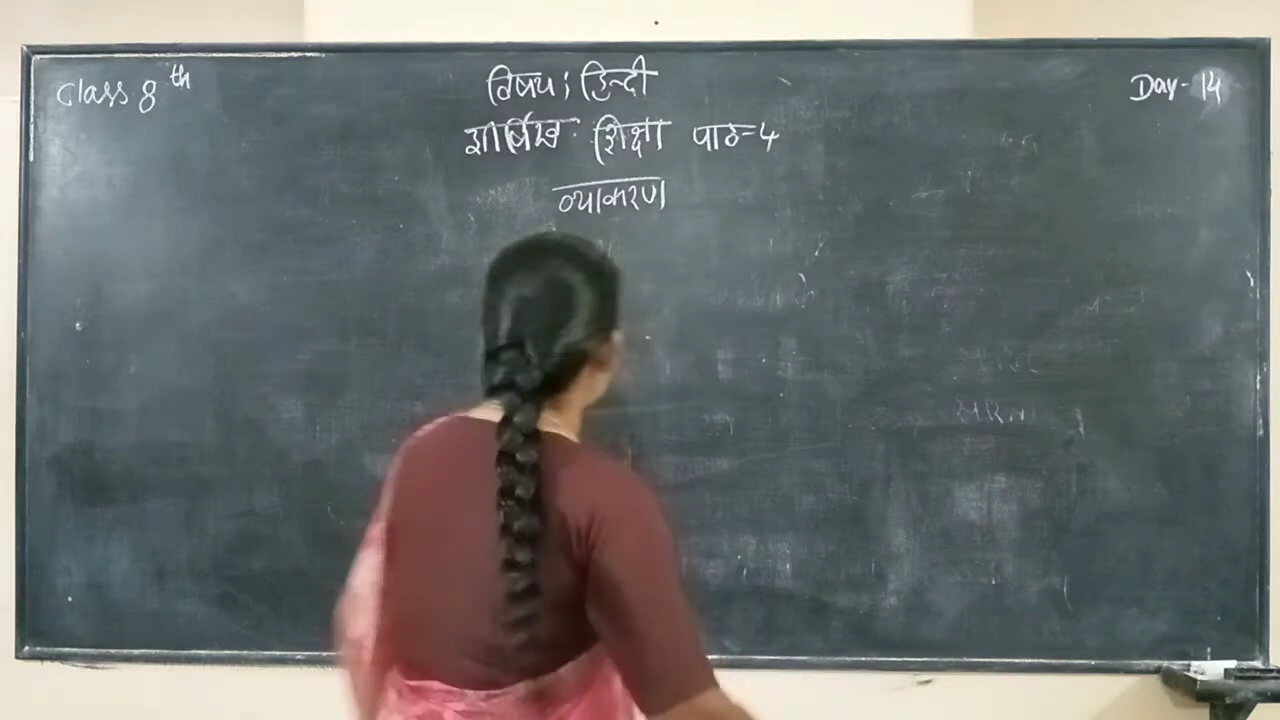 Class 8th
विषय : हिन्दी
Day - 14
शीर्षिख : शिक्षा पाठ-4
व्याकरण